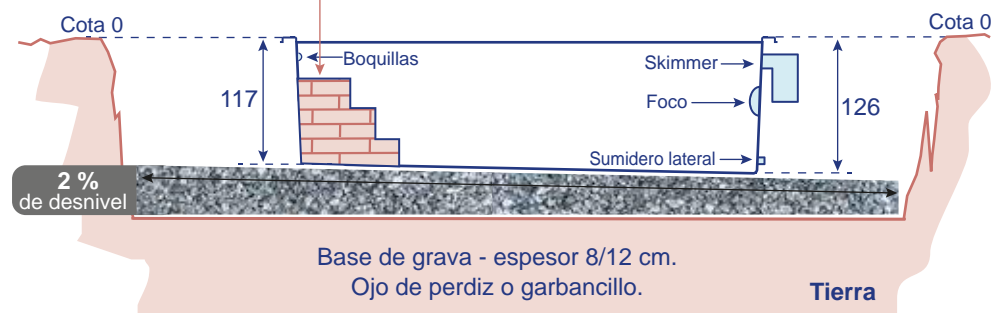 Cota 0
Cota 0
Boquillas
Skimmer
117
Foco
126
Sumidero lateral
2 %
de desnivel
Base de grava - espesor 8/12 cm.
Ojo de perdiz o garbancillo.
Tierra